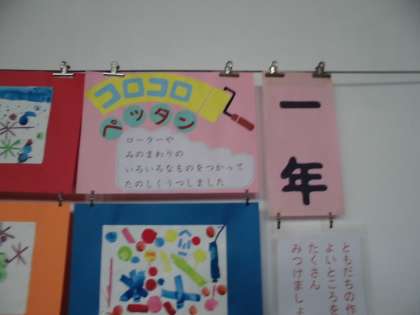 コロコロ
ペッタン
ローラーや
みのまわりの
いろいろなものをつかって
たのしくうつしました
一年
ともだちの作
よいところを
たくさん
みつけましょ